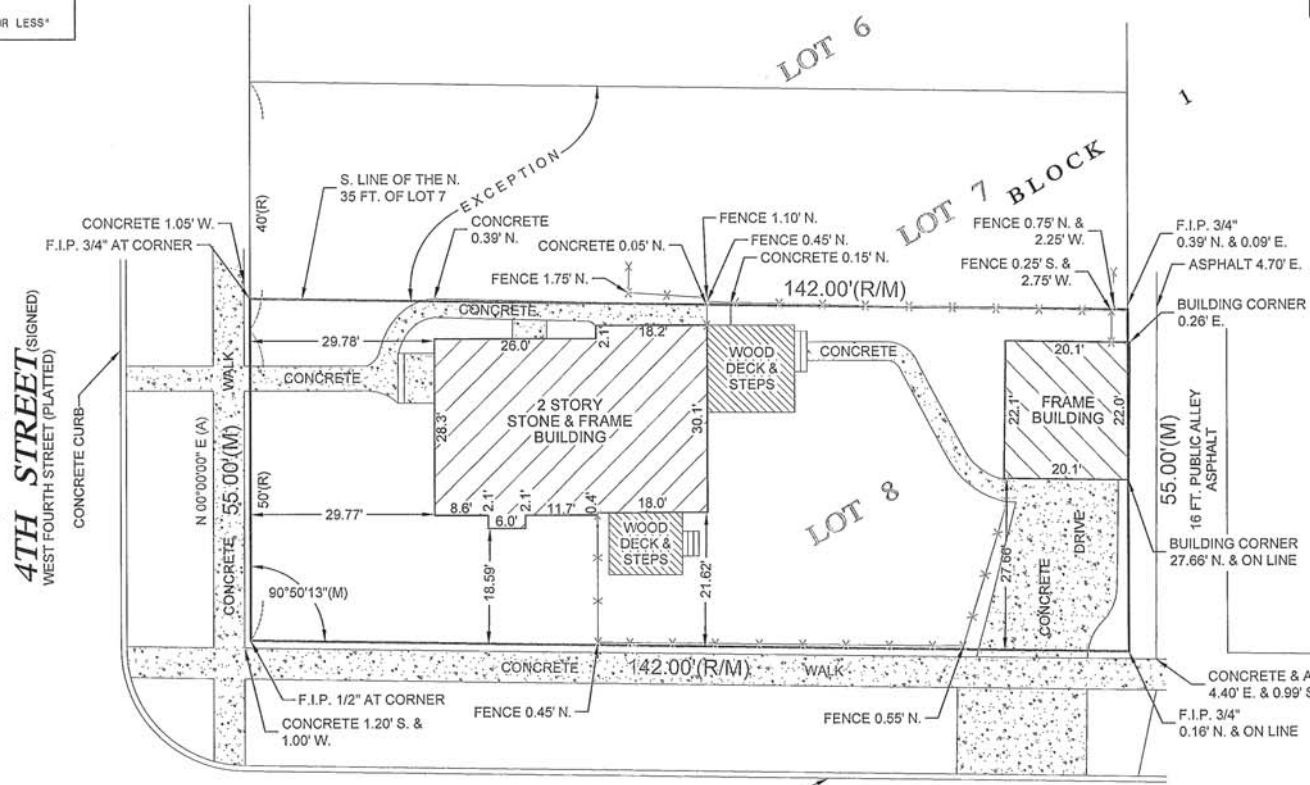 OR LESS"
LOT 6
1
EXCEPTION
S. LINE OF THE N.
35 FT. OF LOT 7
40'(R)
LOT 7 BLOCK
CONCRETE 1.05' W.
F.I.P. 3/4" AT CORNER
CONCRETE
0.39' N.
CONCRETE 0.05' N.
FENCE 1.10' N.
FENCE 0.45' N.
CONCRETE 0.15' N.
FENCE 1.75' N.
142.00'(R/M)
FENCE 0.75' N. &
2.25' W.
FENCE 0.25' S. &
2.75' W.
F.I.P. 3/4"
0.39' N. & 0.09' E.
ASPHALT 4.70' E.
BUILDING CORNER
0.26' E.
4TH STREET (SIGNED)
WEST FOURTH STREET (PLATTED)
CONCRETE CURB
N 00°00'00" E (A)
CONCRETE WALK
55.00'(M)
50'(R)
CONCRETE
29.78'
26.0'
2.1'
18.2'
CONCRETE
WOOD
DECK &
STEPS
CONCRETE
20.1'
22.1'
FRAME
BUILDING
22.0'
20.1'
2 STORY
STONE & FRAME
BUILDING
28.3'
30.1'
55.00'(M)
16 FT. PUBLIC ALLEY
ASPHALT
29.77'
8.6'
2.1'
6.0'
2.1'
11.7'
0.4'
18.0'
WOOD
DECK &
STEPS
LOT 8
18.59'
21.62'
27.66'
CONCRETE DRIVE
BUILDING CORNER
27.66' N. & ON LINE
90°50'13"(M)
CONCRETE
142.00'(R/M)
WALK
F.I.P. 1/2" AT CORNER
CONCRETE 1.20' S. &
1.00' W.
FENCE 0.45' N.
FENCE 0.55' N.
CONCRETE & A
4.40' E. & 0.99' S
F.I.P. 3/4"
0.16' N. & ON LINE